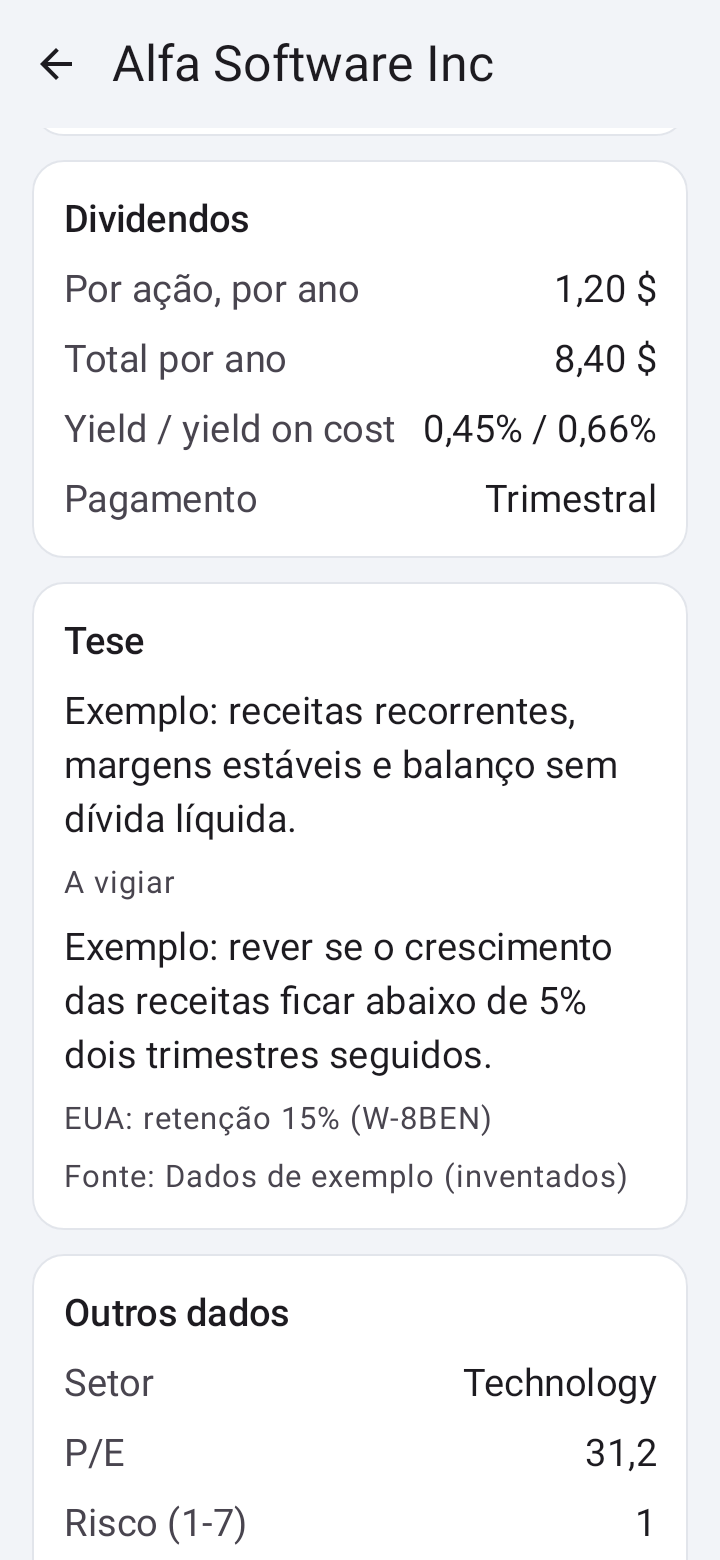 Alfa Software Inc
Dividendos
Por ação, por ano 1,20 $
Total por ano 8,40 $
Yield / yield on cost 0,45% / 0,66%
Pagamento Trimestral
Tese
Exemplo: receitas recorrentes,
margens estáveis e balanço sem
dívida líquida.
A vigiar
Exemplo: rever se o crescimento
das receitas ficar abaixo de 5%
dois trimestres seguidos.
EUA: retenção 15% (W-8BEN)
Fonte: Dados de exemplo (inventados)
Outros dados
Setor Technology
P/E 31,2
Risco (1-7) 1